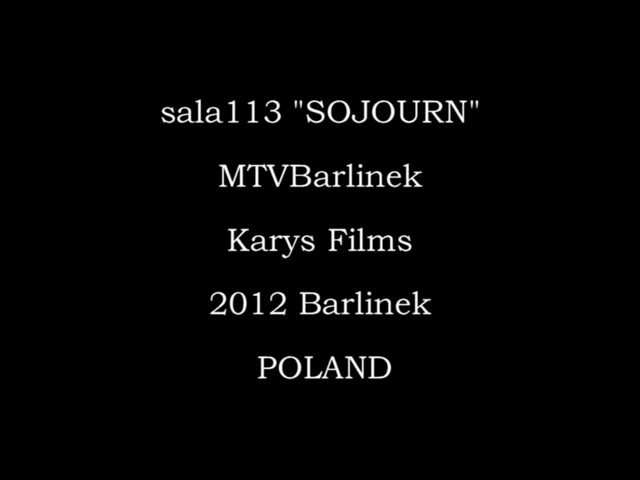 sala113 "SOJOURN"
MTVBarlinek
Karys Films
2012 Barlinek
POLAND